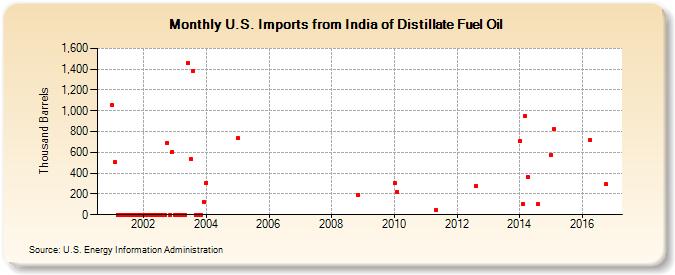 Monthly U.S. Imports from India of Distillate Fuel Oil
Thousand Barrels
1,600
1,400
1,200
1,000
800
600
400
200
0
2002 2004 2006 2008 2010 2012 2014 2016
Source: U.S. Energy Information Administration